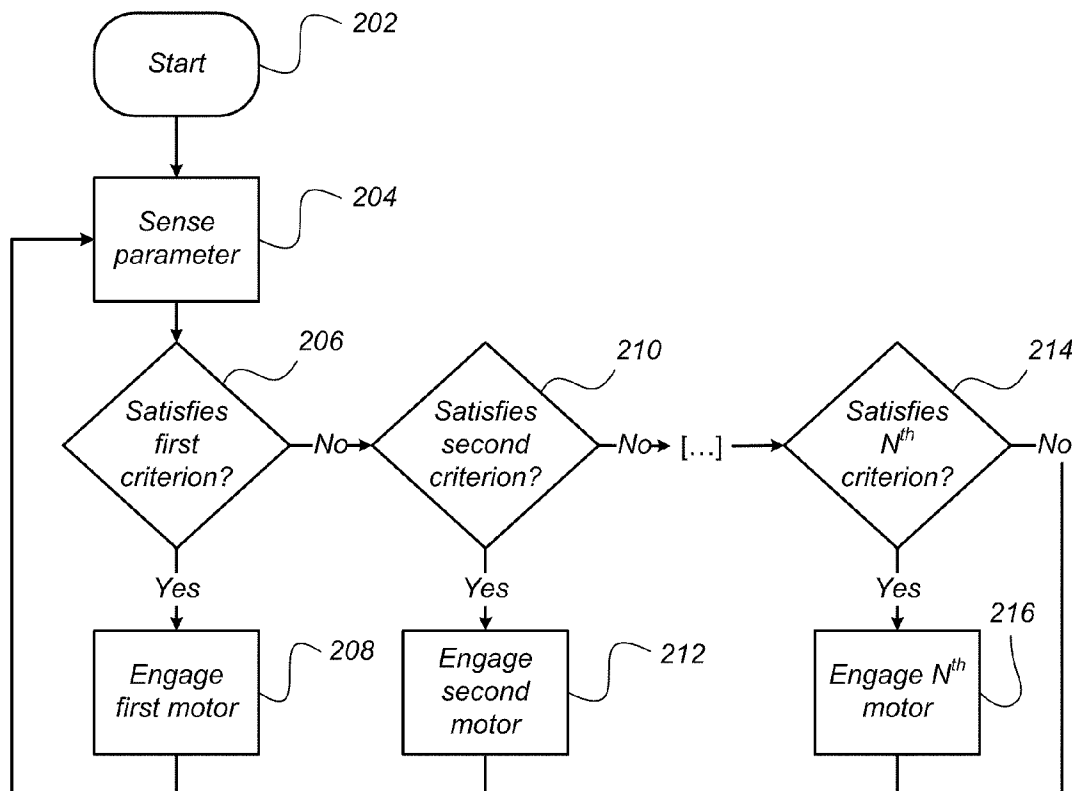 202
Start
204
Sense
parameter
206
210
214
Satisfies
first
criterion?
No
Satisfies
second
criterion?
No
[...]
Satisfies
Nth
criterion?
No
Yes
Yes
Yes
208
Engage
first motor
212
Engage
second
motor
216
Engage Nth
motor